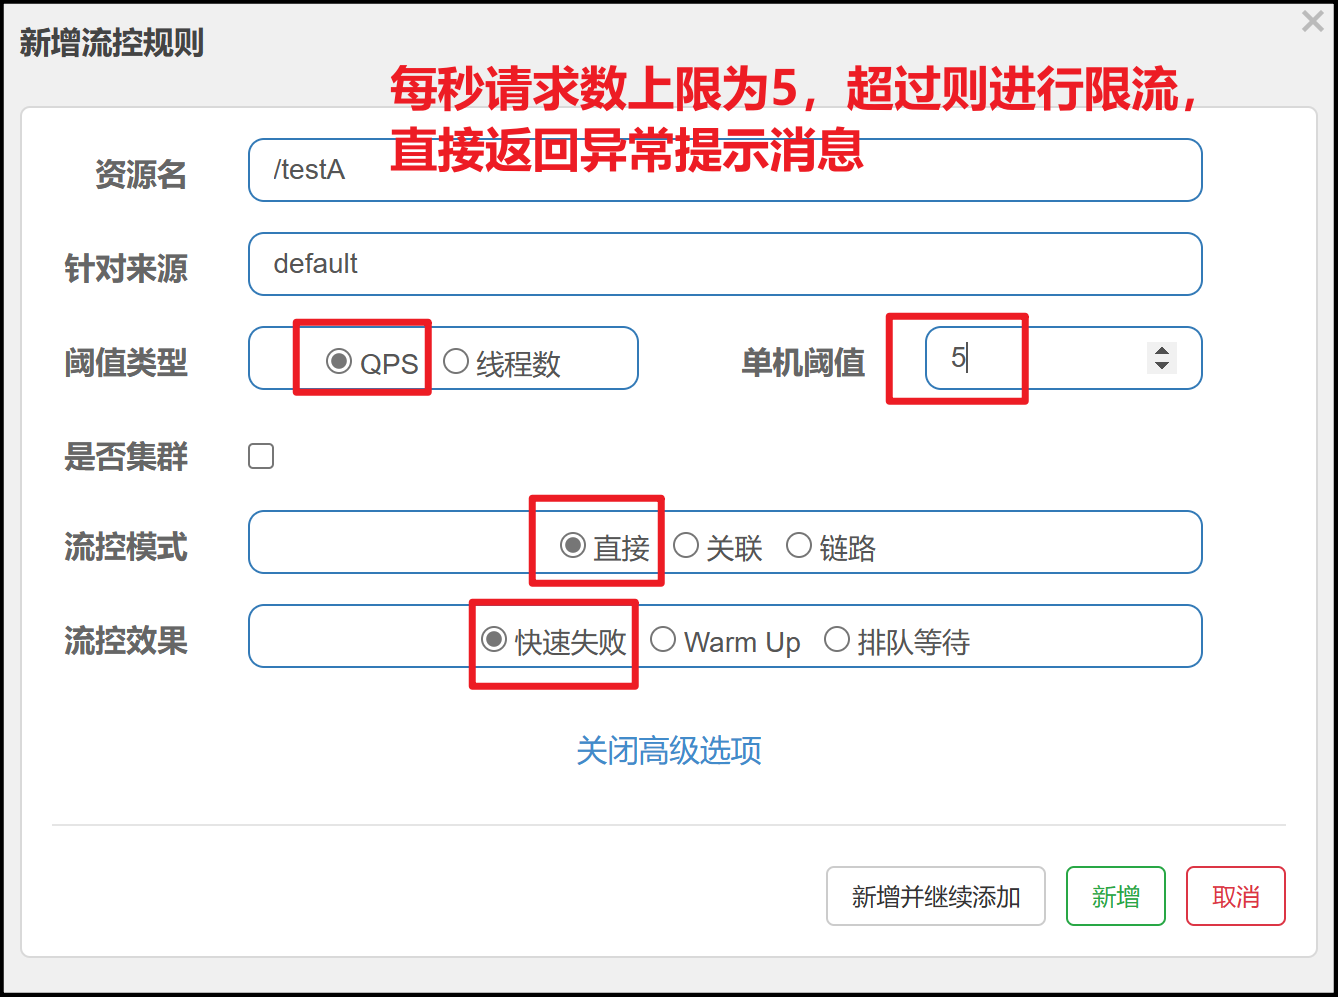 新增流控规则
×
每秒请求数上限为5，超过则进行限流，
直接返回异常提示消息
资源名
/testA
针对来源
default
阈值类型
QPS 线程数
单机阈值
5
是否集群
流控模式
直接 关联 链路
流控效果
快速失败 Warm Up 排队等待
关闭高级选项
新增并继续添加 新增 取消